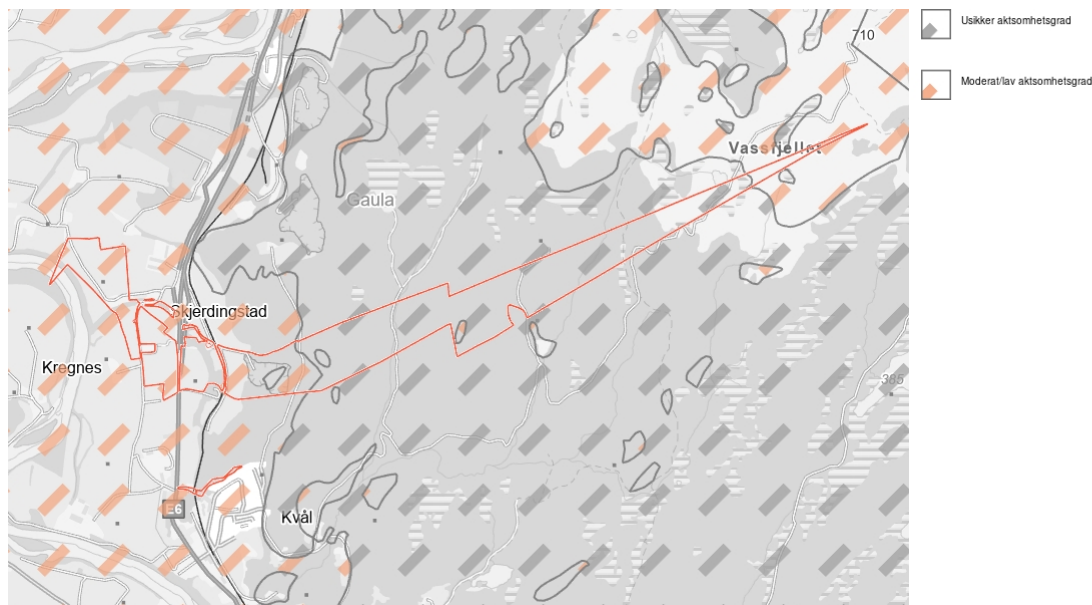 Usikker aktsomhetsgrad
710
Moderat/lav aktsomhetsgrad
Vassfjellet
Gaula
Skjerdingstad
Kregnes
365
E6
Kvål